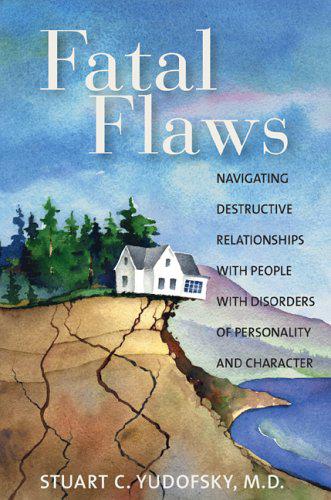 Fatal
Flaws
NAVIGATING
DESTRUCTIVE
RELATIONSHIPS
WITH PEOPLE
WITH DISORDERS
OF PERSONALITY
AND CHARACTER
STUART C. YUDOFSKY, M.D.